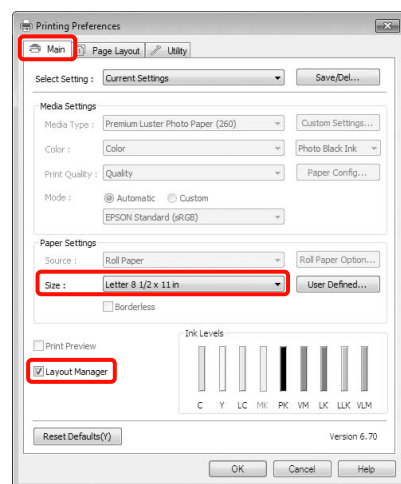 Printing Preferences
Main Page Layout Utility
Select Setting : Current Settings Save/Del...
Media Settings
Media Type : Premium Luster Photo Paper (260) Custom Settings...
Color : Color Photo Black Ink
Print Quality : Quality Paper Config...
Mode : Automatic Custom
EPSON Standard (sRGB)
Paper Settings
Source : Roll Paper Roll Paper Option...
Size : Letter 8 1/2 x 11 in User Defined...
Borderless
Ink Levels
Print Preview
Layout Manager
C Y LC MK PK VM LK LLK VLM
Reset Defaults(Y) Version 6.70
OK Cancel Help